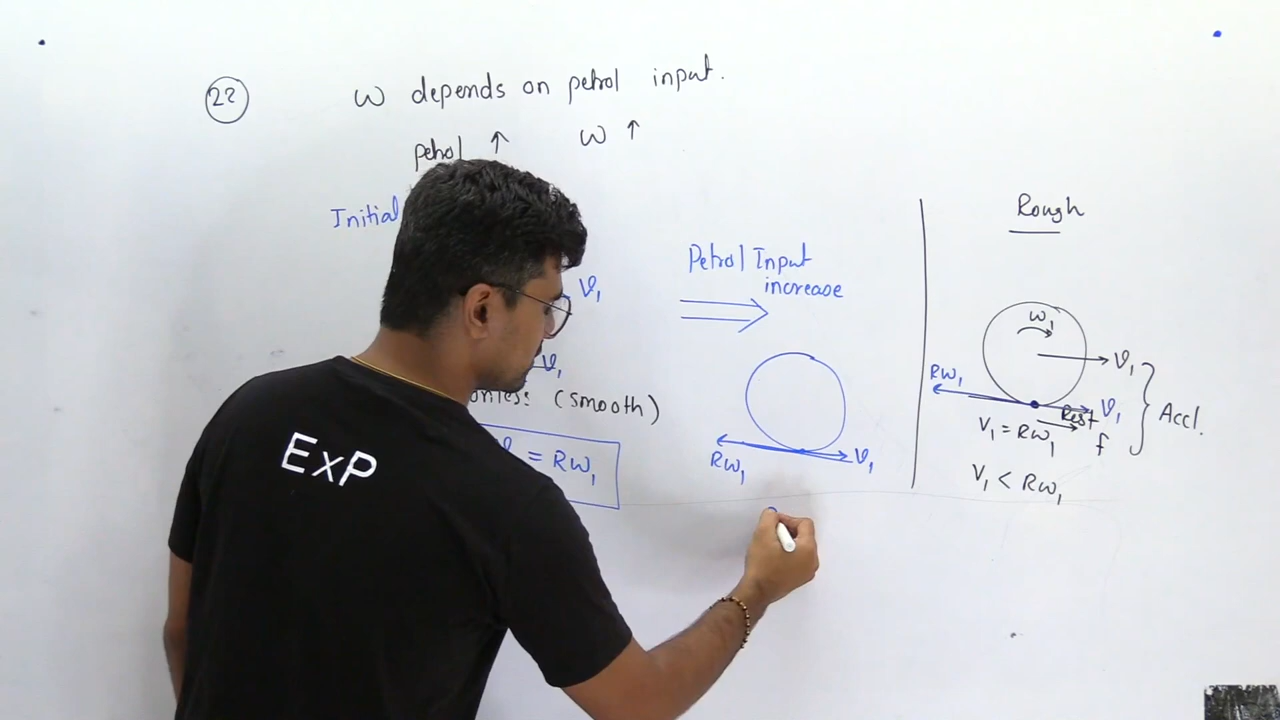 22
ω depends on petrol input.
petrol ↑ ω ↑
Initial
V₁
V₁
(smooth)
= Rω₁
Petrol Input
increase
Rω₁
V₁
Rough
ω₁
V₁
Rω₁
V₁
Rest
f
Accl.
V₁ = Rω₁
V₁ < Rω₁
ExP